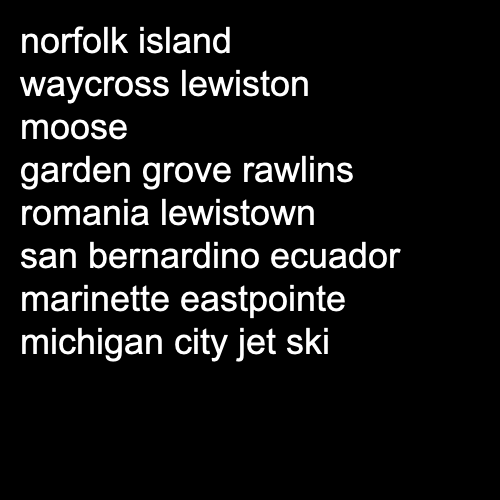 norfolk island
waycross lewiston
moose
garden grove rawlins
romania lewistown
san bernardino ecuador
marinette eastpointe
michigan city jet ski